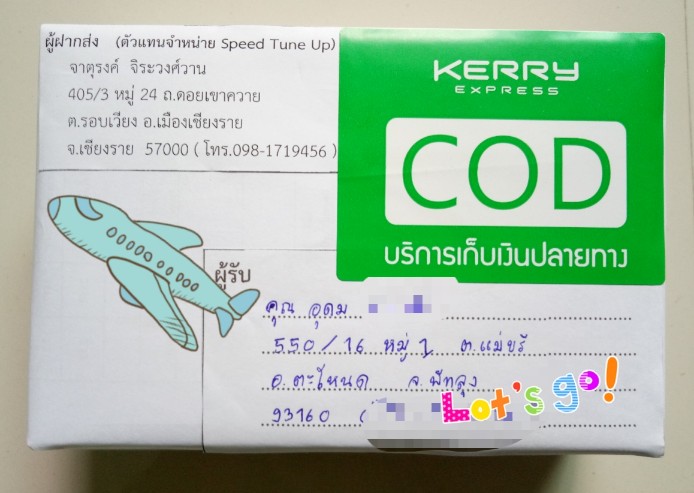 ผู้ฝากส่ง (ตัวแทนจำหน่าย Speed Tune Up)
จาตุรงค์ จิระวงศ์วาน
405/3 หมู่ 24 ถ.ดอยเขาควาย
ต.รอบเวียง อ.เมืองเชียงราย
จ.เชียงราย 57000 ( โทร.098-1719456 )
KERRY
EXPRESS
COD
บริการเก็บเงินปลายทาง
ผู้รับ
คุณ อุดม
550/16 หมู่ 1 ต.แม่ขรี
อ.ตะโหมด จ.พัทลุง
93160
Lot's go!